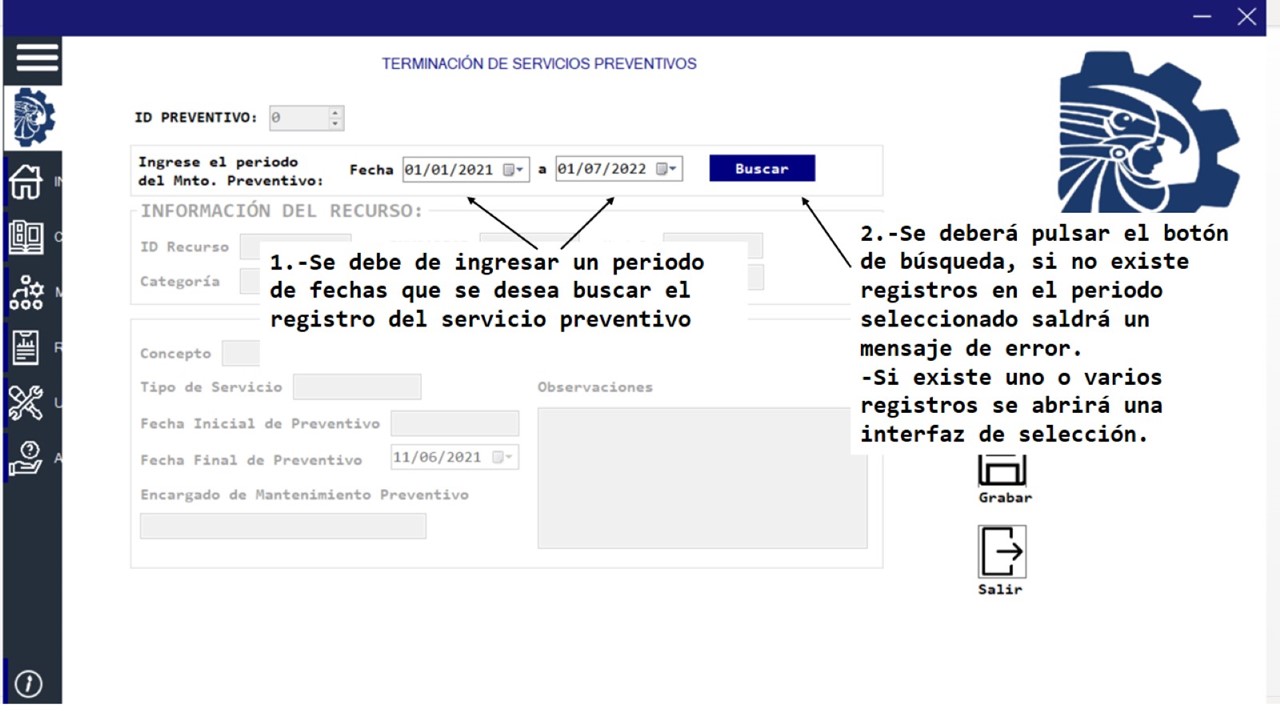 TERMINACIÓN DE SERVICIOS PREVENTIVOS
ID PREVENTIVO: 0
Ingrese el periodo
del Mnto. Preventivo:
Fecha 01/01/2021 a 01/07/2022 Buscar
INFORMACIÓN DEL RECURSO:
ID Recurso
Categoría
1.-Se debe de ingresar un periodo
de fechas que se desea buscar el
registro del servicio preventivo
2.-Se deberá pulsar el botón
de búsqueda, si no existe
registros en el periodo
seleccionado saldrá un
mensaje de error.
-Si existe uno o varios
registros se abrirá una
interfaz de selección.
Concepto
Tipo de Servicio
Observaciones
Fecha Inicial de Preventivo
Fecha Final de Preventivo 11/06/2021
Encargado de Mantenimiento Preventivo
Grabar
Salir